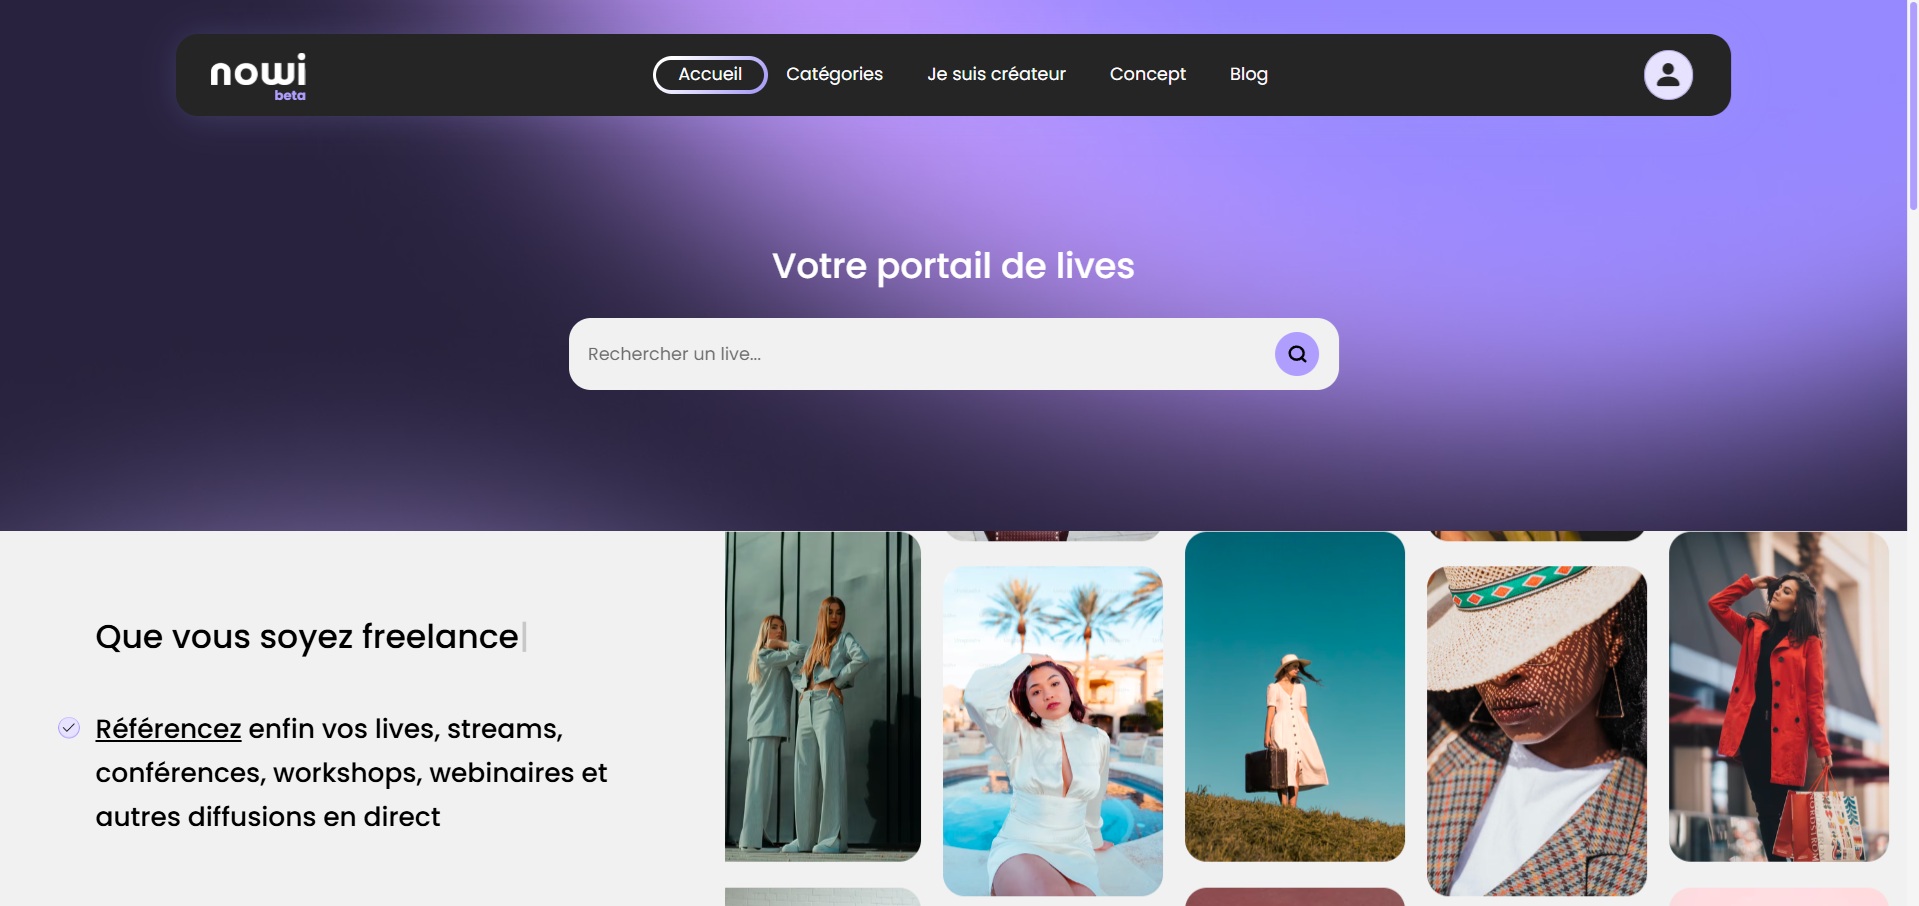 nowi
beta
Accueil
Catégories
Je suis créateur
Concept
Blog
Votre portail de lives
Rechercher un live...
Que vous soyez freelance
Référencez enfin vos lives, streams,
conférences, workshops, webinaires et
autres diffusions en direct